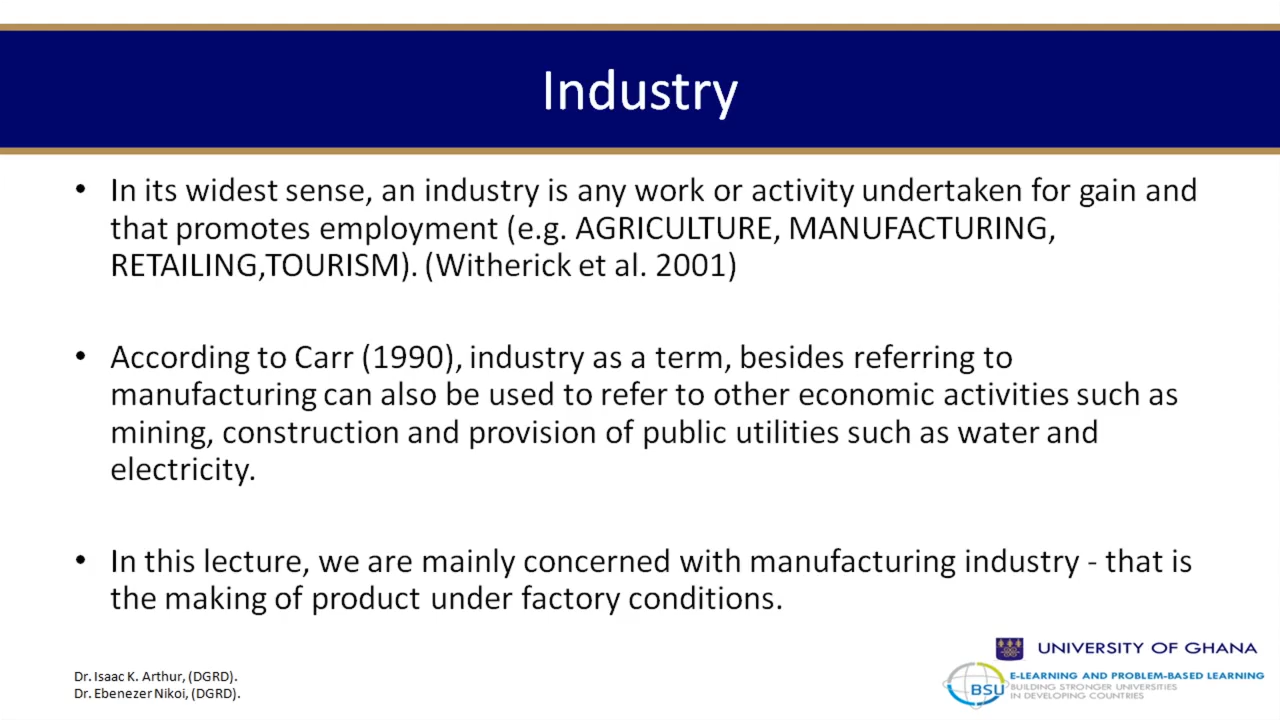 Industry
• In its widest sense, an industry is any work or activity undertaken for gain and
that promotes employment (e.g. AGRICULTURE, MANUFACTURING,
RETAILING,TOURISM). (Witherick et al. 2001)
• According to Carr (1990), industry as a term, besides referring to
manufacturing can also be used to refer to other economic activities such as
mining, construction and provision of public utilities such as water and
electricity.
• In this lecture, we are mainly concerned with manufacturing industry - that is
the making of product under factory conditions.
Dr. Isaac K. Arthur, (DGRD).
Dr. Ebenezer Nikoi, (DGRD).
UNIVERSITY OF GHANA
BSU
E-LEARNING AND PROBLEM-BASED LEARNING
BUILDING STRONGER UNIVERSITIES
IN DEVELOPING COUNTRIES